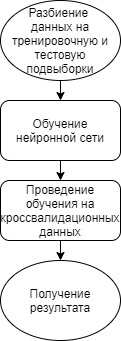 Разбиение
данных на
тренировочную и
тестовую
подвыборки
Обучение
нейронной сети
Проведение
обучения на
кроссвалидационных
данных
Получение
результата